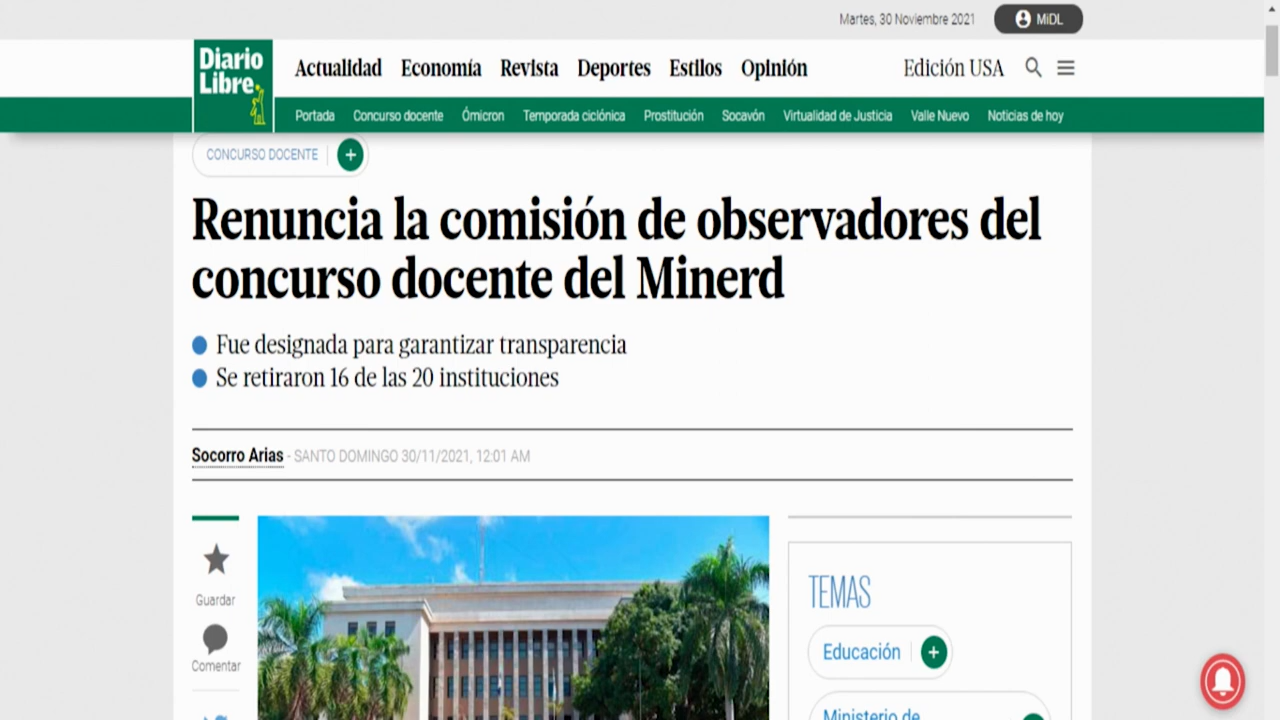 Martes, 30 Noviembre 2021
MiDL
Diario
Libre
Actualidad Economía Revista Deportes Estilos Opinión
Edición USA
Portada Concurso docente Ómicron Temporada ciclónica Prostitución Socavón Virtualidad de Justicia Valle Nuevo Noticias de hoy
CONCURSO DOCENTE +
Renuncia la comisión de observadores del
concurso docente del Minerd
Fue designada para garantizar transparencia
Se retiraron 16 de las 20 instituciones
Socorro Arias - SANTO DOMINGO 30/11/2021, 12:01 AM
Guardar
Comentar
TEMAS
Educación +
Ministerio de